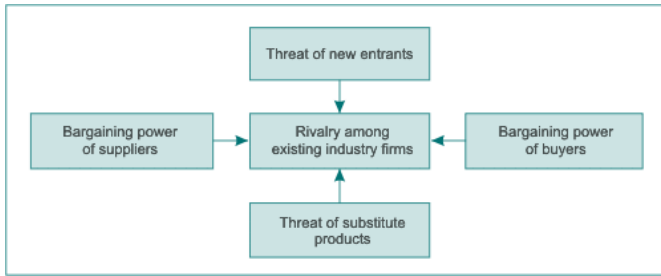 Threat of new entrants
Bargaining power
of suppliers
Rivalry among
existing industry firms
Bargaining power
of buyers
Threat of substitute
products